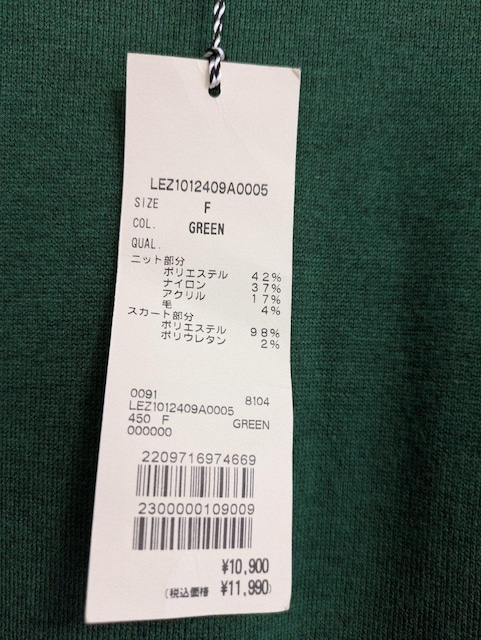 LEZ1012409A0005
SIZE F
COL. GREEN
QUAL.
ニット部分
ポリエステル 42%
ナイロン 37%
アクリル 17%
毛 4%
スカート部分
ポリエステル 98%
ポリウレタン 2%
0091 8104
LEZ1012409A0005
450 F GREEN
000000
2209716974669
2300000109009
¥10,900
(税込価格 ¥11,990)